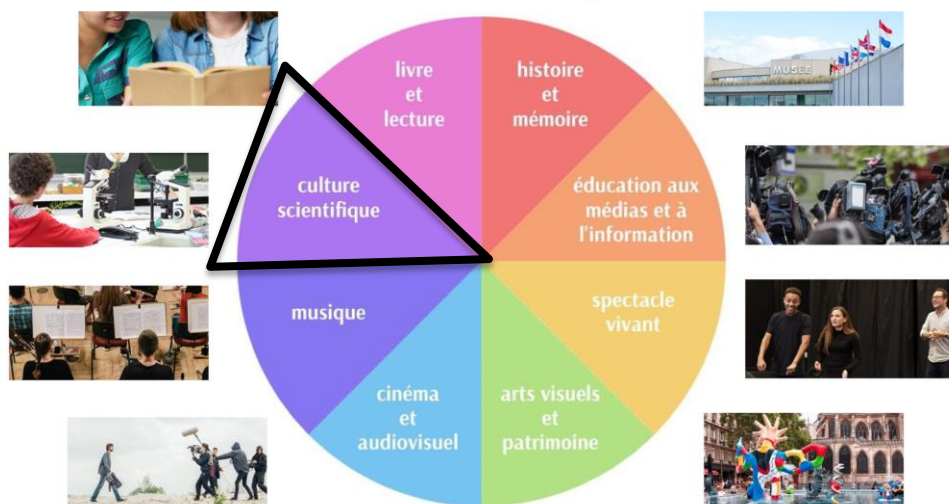 livre
et
lecture
histoire
et
mémoire
MUSÉE
culture
scientifique
éducation aux
médias et à
l'information
musique
spectacle
vivant
cinéma
et
audiovisuel
arts visuels
et
patrimoine